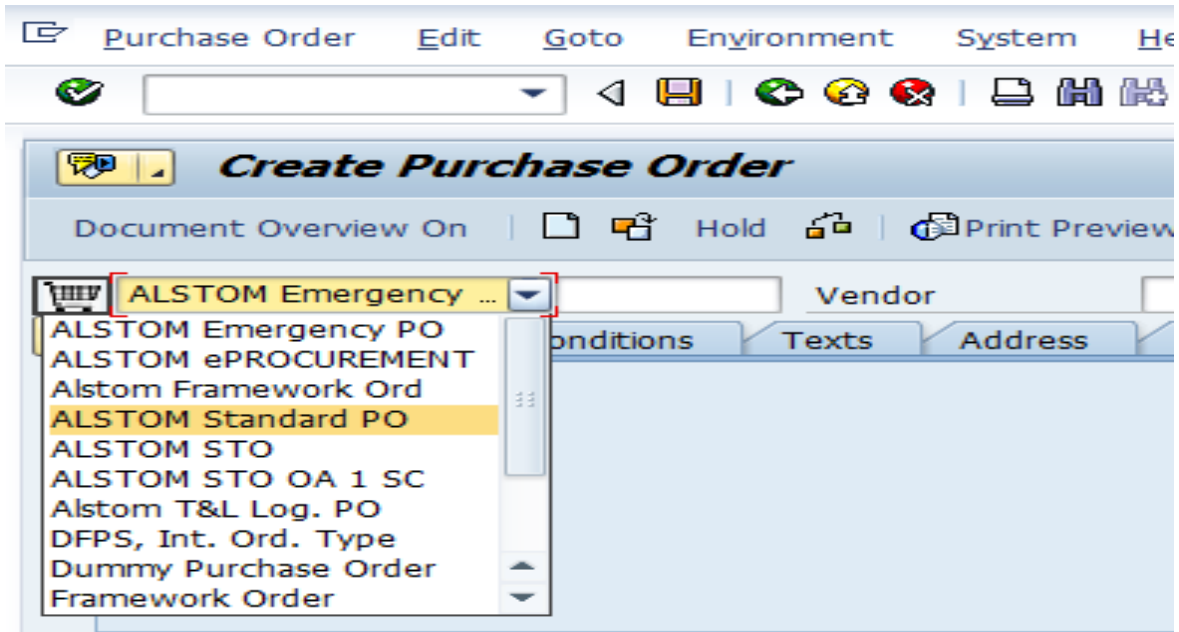 Purchase Order Edit Goto Environment System He
Create Purchase Order
Document Overview On Hold Print Preview
ALSTOM Emergency ... Vendor
ALSTOM Emergency PO
onditions Texts Address
ALSTOM ePROCUREMENT
Alstom Framework Ord
ALSTOM Standard PO
ALSTOM STO
ALSTOM STO OA 1 SC
Alstom T&L Log. PO
DFPS, Int. Ord. Type
Dummy Purchase Order
Framework Order